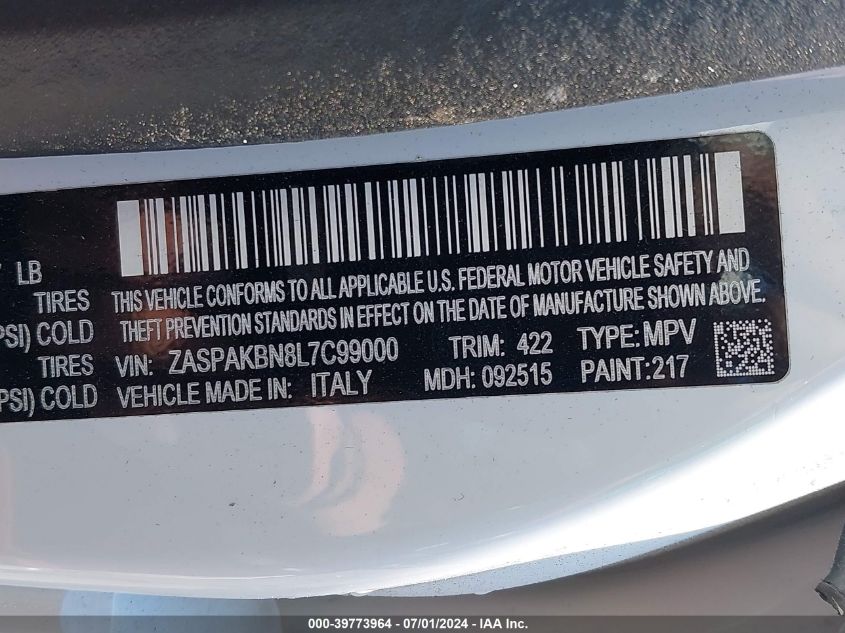 LB
TIRES
PSI) COLD
TIRES
PSI) COLD
THIS VEHICLE CONFORMS TO ALL APPLICABLE U.S. FEDERAL MOTOR VEHICLE SAFETY AND
THEFT PREVENTION STANDARDS IN EFFECT ON THE DATE OF MANUFACTURE SHOWN ABOVE.
VIN: ZASPAKBN8L7C99000 TRIM: 422 TYPE: MPV
VEHICLE MADE IN: ITALY MDH: 092515 PAINT:217
000-39773964 / 07/01/2024 - IAA Inc.